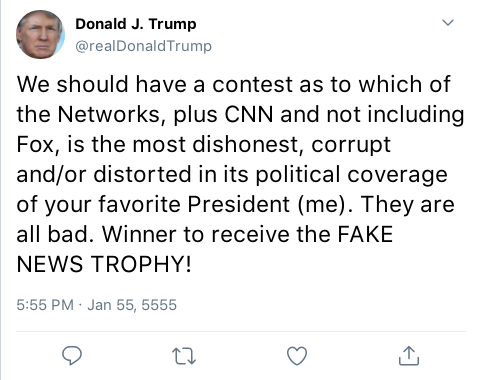 Donald J. Trump
@realDonaldTrump
We should have a contest as to which of
the Networks, plus CNN and not including
Fox, is the most dishonest, corrupt
and/or distorted in its political coverage
of your favorite President (me). They are
all bad. Winner to receive the FAKE
NEWS TROPHY!
5:55 PM · Jan 55, 5555